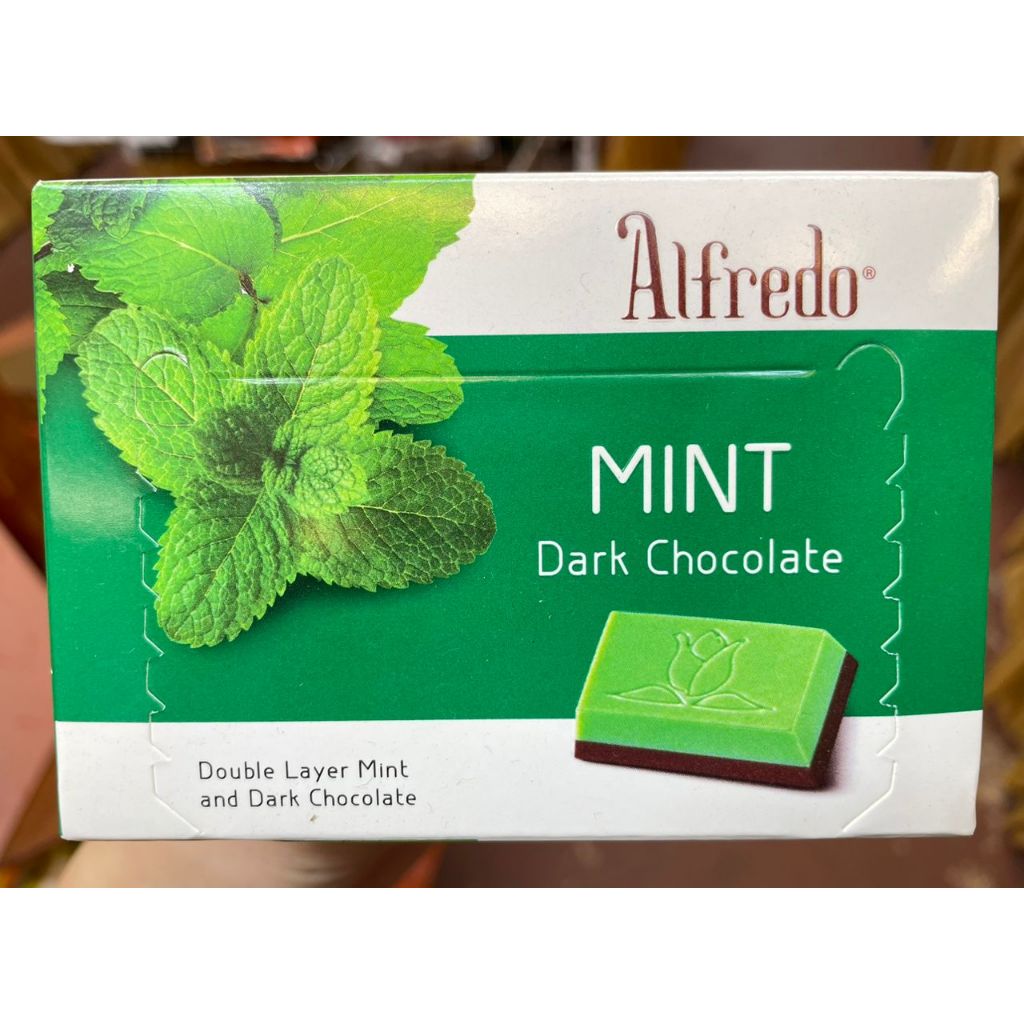 Alfredo®
MINT
Dark Chocolate
Double Layer Mint
and Dark Chocolate